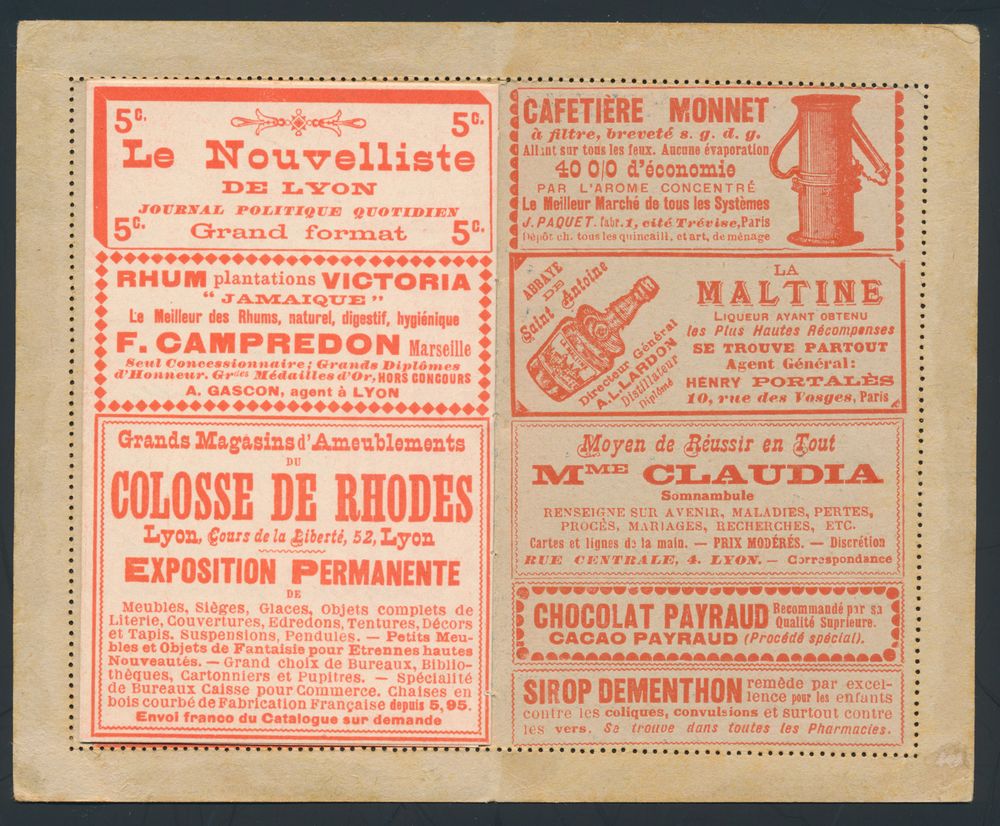 5c. 5c.
Le Nouvelliste
DE LYON
JOURNAL POLITIQUE QUOTIDIEN
5c. Grand format 5c.
RHUM plantations VICTORIA
"JAMAIQUE"
Le Meilleur des Rhums, naturel, digestif, hygiénique
F. CAMPREDON Marseille
Seul Concessionnaire; Grands Diplômes
d'Honneur. Grdes Médailles d'Or, HORS CONCOURS
A. GASCON, agent à LYON
Grands Magasins d'Ameublements
DU
COLOSSE DE RHODES
Lyon, Cours de la Liberté, 52, Lyon
EXPOSITION PERMANENTE
DE
Meubles, Sièges, Glaces, Objets complets de
Literie, Couvertures, Edredons, Tentures, Décors
et Tapis. Suspensions, Pendules. — Petits Meu-
bles et Objets de Fantaisie pour Etrennes hautes
Nouveautés. — Grand choix de Bureaux, Biblio-
thèques, Cartonniers et Pupitres. — Spécialité
de Bureaux Caisse pour Commerce. Chaises en
bois courbé de Fabrication Française depuis 5,95.
Envoi franco du Catalogue sur demande
CAFETIÈRE MONNET
à filtre, breveté s. g. d. g.
Allant sur tous les feux. Aucune évaporation
40 0/0 d'économie
PAR L'AROME CONCENTRÉ
Le Meilleur Marché de tous les Systèmes
J. PAQUET. fabr. 1, cité Trévise, Paris
Dépôt ch. tous les quincaill. et art. de ménage
ABBAYE
DE
Saint Antoine
Directeur Général
A. L. LARDON
Distillateur
Diplômé
LA
MALTINE
LIQUEUR AYANT OBTENU
les Plus Hautes Récompenses
SE TROUVE PARTOUT
Agent Général:
HENRY PORTALÈS
10, rue des Vosges, Paris
Moyen de Réussir en Tout
MME CLAUDIA
Somnambule
RENSEIGNE SUR AVENIR, MALADIES, PERTES,
PROCÈS, MARIAGES, RECHERCHES, ETC.
Cartes et lignes de la main. — PRIX MODÉRÉS. — Discrétion
RUE CENTRALE, 4. LYON. — Correspondance
CHOCOLAT PAYRAUD Recommandé par sa
Qualité Supérieure.
CACAO PAYRAUD (Procédé spécial).
SIROP DEMENTHON remède par excel-
lence pour les enfants
contre les coliques, convulsions et surtout contre
les vers. Se trouve dans toutes les Pharmacies.